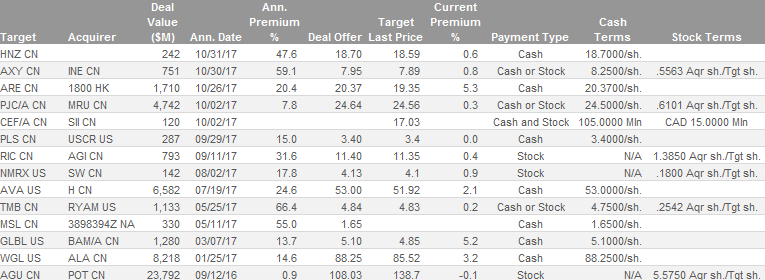 Deal Ann. Target Current
Value Premium Last Price Premium Cash
Target Acquirer ($M) Ann. Date % Deal Offer % Payment Type Terms Stock Terms
HNZ CN 242 10/31/17 47.6 18.70 18.59 0.6 Cash 18.7000/sh.
AXY CN INE CN 751 10/30/17 59.1 7.95 7.89 0.8 Cash or Stock 8.2500/sh. .5563 Aqr sh./Tgt sh.
ARE CN 1800 HK 1,710 10/26/17 20.4 20.37 19.35 5.3 Cash 20.3700/sh.
PJC/A CN MRU CN 4,742 10/02/17 7.8 24.64 24.56 0.3 Cash or Stock 24.5000/sh. .6101 Aqr sh./Tgt sh.
CEF/A CN SII CN 120 10/02/17 17.03 Cash and Stock 105.0000 Mln CAD 15.0000 Mln
PLS CN USCR US 287 09/29/17 15.0 3.40 3.4 0.0 Cash 3.4000/sh.
RIC CN AGI CN 793 09/11/17 31.6 11.40 11.35 0.4 Stock N/A 1.3850 Aqr sh./Tgt sh.
NMRX US SW CN 142 08/02/17 17.8 4.13 4.1 0.9 Stock N/A .1800 Aqr sh./Tgt sh.
AVA US H CN 6,582 07/19/17 24.6 53.00 51.92 2.1 Cash 53.0000/sh.
TMB CN RYAM US 1,133 05/25/17 66.4 4.84 4.83 0.2 Cash or Stock 4.7500/sh. .2542 Aqr sh./Tgt sh.
MSL CN 3898394Z NA 330 05/11/17 55.0 1.65 Cash 1.6500/sh.
GLBL US BAM/A CN 1,280 03/07/17 13.7 5.10 4.85 5.2 Cash 5.1000/sh.
WGL US ALA CN 8,218 01/25/17 14.6 88.25 85.52 3.2 Cash 88.2500/sh.
AGU CN POT CN 23,792 09/12/16 0.9 108.03 138.7 -0.1 Stock N/A 5.5750 Aqr sh./Tgt sh.